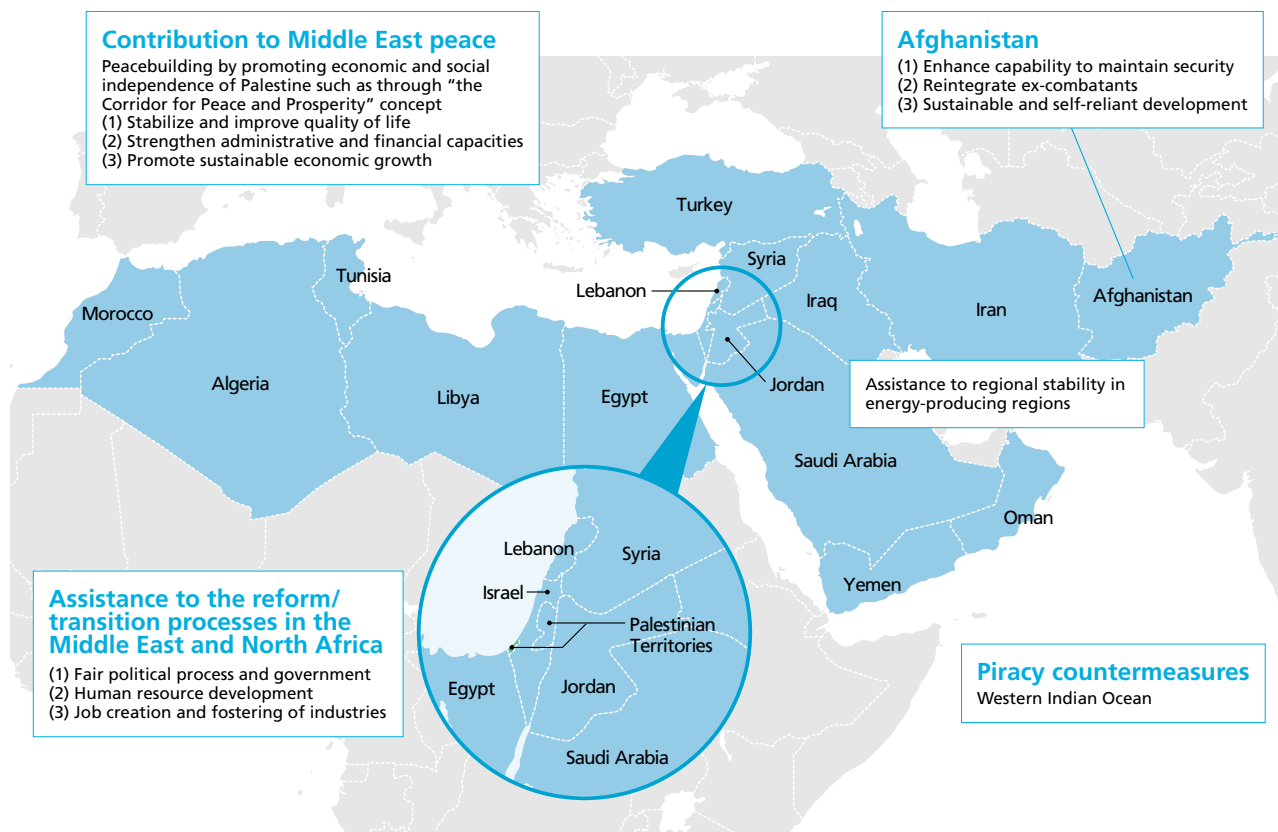 Contribution to Middle East peace
Peacebuilding by promoting economic and social
independence of Palestine such as through “the
Corridor for Peace and Prosperity” concept
(1) Stabilize and improve quality of life
(2) Strengthen administrative and financial capacities
(3) Promote sustainable economic growth
Afghanistan
(1) Enhance capability to maintain security
(2) Reintegrate ex-combatants
(3) Sustainable and self-reliant development
Turkey
Syria
Tunisia
Lebanon
Iraq
Iran
Afghanistan
Morocco
Algeria
Libya
Egypt
Jordan
Assistance to regional stability in
energy-producing regions
Saudi Arabia
Oman
Yemen
Lebanon
Syria
Israel
Palestinian
Territories
Egypt
Jordan
Saudi Arabia
Assistance to the reform/
transition processes in the
Middle East and North Africa
(1) Fair political process and government
(2) Human resource development
(3) Job creation and fostering of industries
Piracy countermeasures
Western Indian Ocean